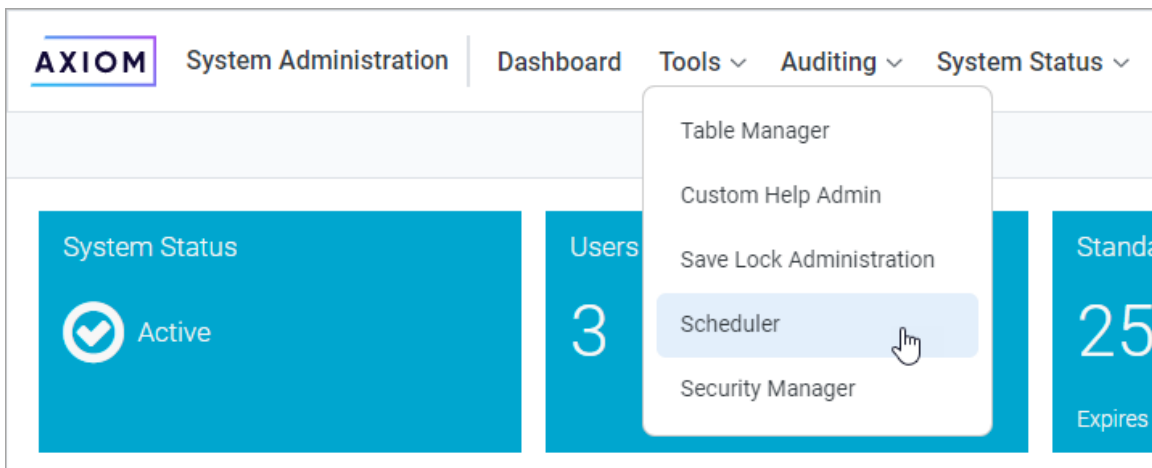 AXIOM System Administration Dashboard Tools Auditing System Status
Table Manager
Custom Help Admin
Save Lock Administration
Scheduler
Security Manager
System Status
Active
Users
3
25
Expires